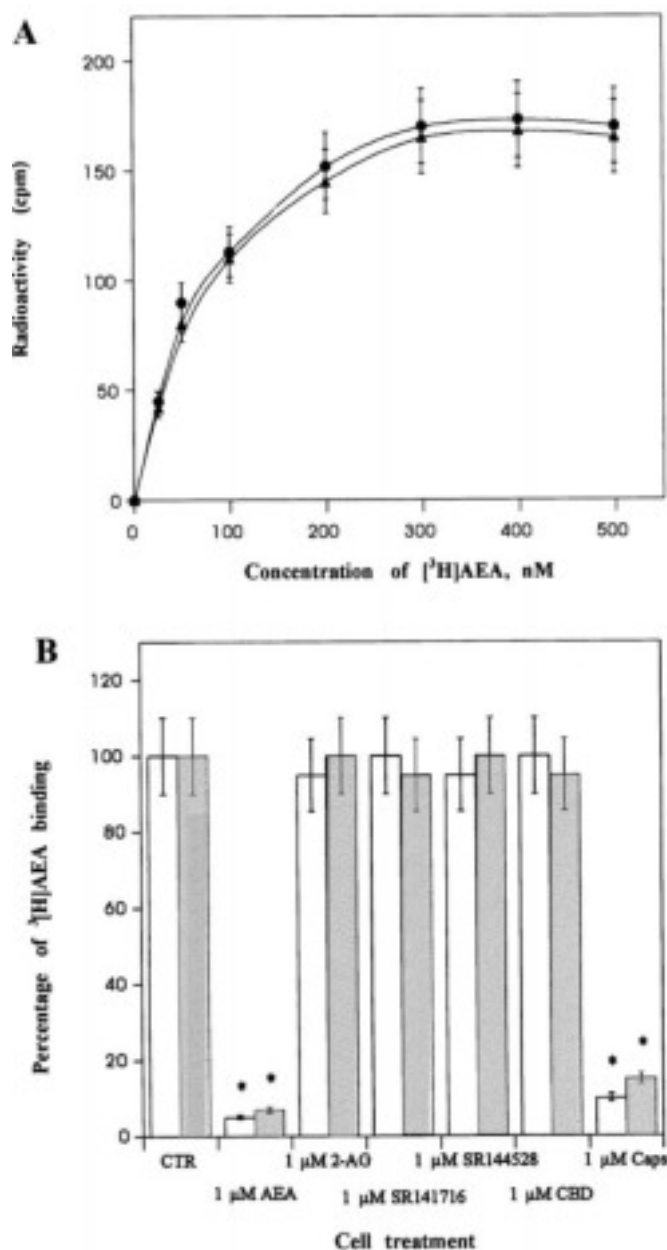 A
200
150
100
50
0
Radioactivity (cpm)
0 100 200 300 400 500
Concentration of [³H]AEA, nM
B
120
100
80
60
40
20
0
Percentage of ³[H]AEA binding
* *
* *
CTR 1 µM 2-AO 1 µM SR144528 1 µM Caps
1 µM AEA 1 µM SR141716 1 µM CBD
Cell treatment